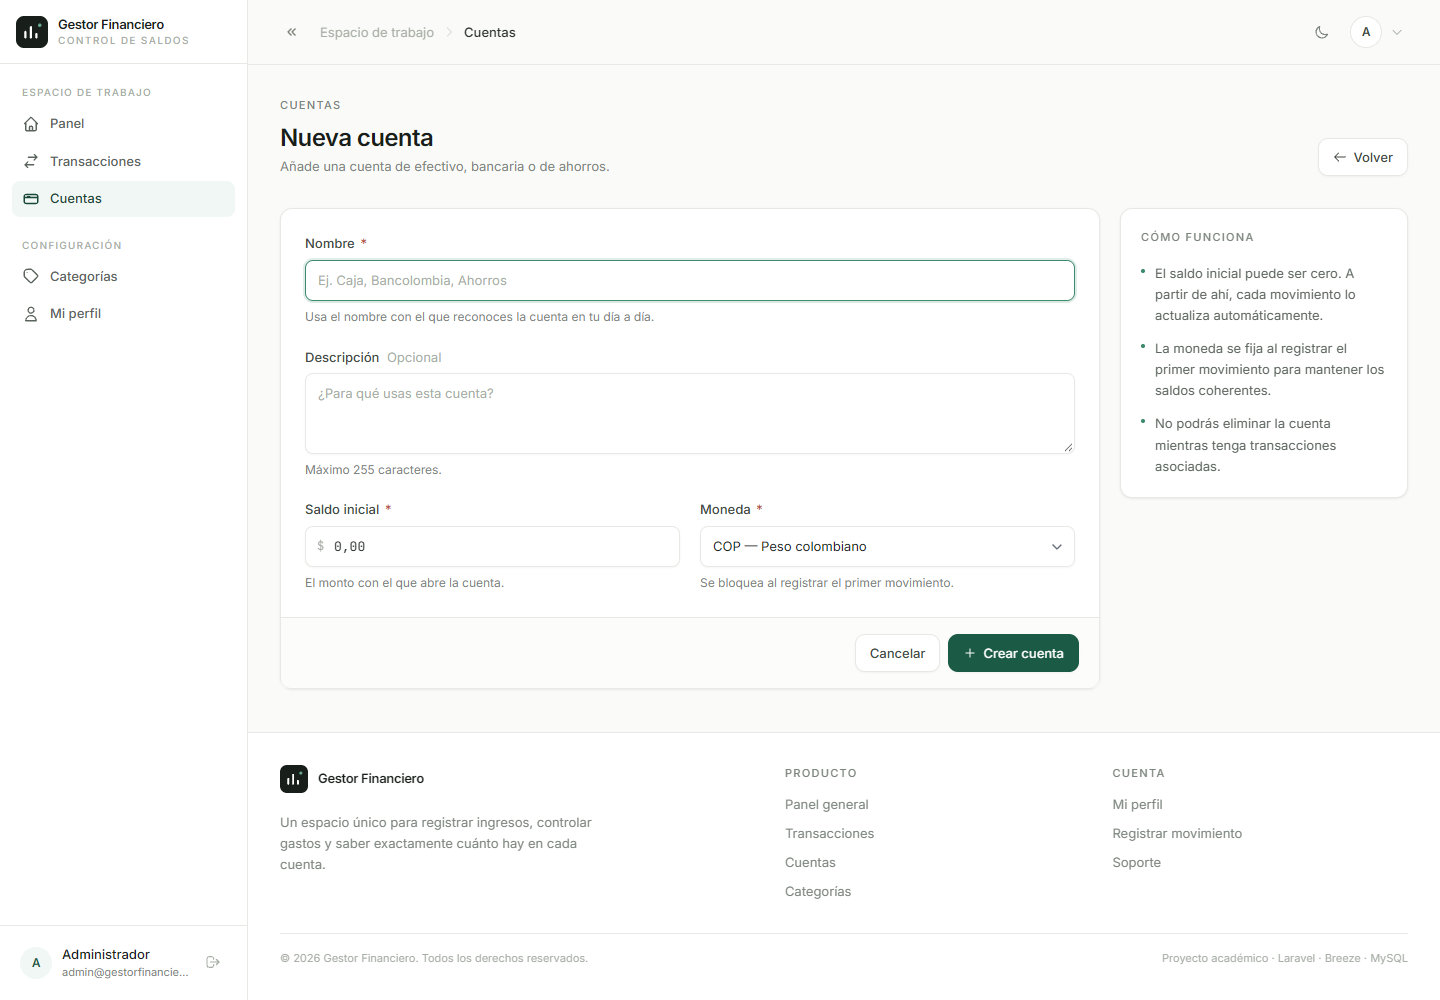 Gestor Financiero
CONTROL DE SALDOS
ESPACIO DE TRABAJO
Panel
Transacciones
Cuentas
CONFIGURACIÓN
Categorías
Mi perfil
Administrador
admin@gestorfinancie...
A
Espacio de trabajo
Cuentas
A
CUENTAS
Nueva cuenta
Añade una cuenta de efectivo, bancaria o de ahorros.
Volver
Nombre *
Ej. Caja, Bancolombia, Ahorros
Usa el nombre con el que reconoces la cuenta en tu día a día.
Descripción Opcional
¿Para qué usas esta cuenta?
Máximo 255 caracteres.
Saldo inicial *
$ 0,00
El monto con el que abre la cuenta.
Moneda *
COP — Peso colombiano
Se bloquea al registrar el primer movimiento.
Cancelar
+ Crear cuenta
CÓMO FUNCIONA
• El saldo inicial puede ser cero. A
partir de ahí, cada movimiento lo
actualiza automáticamente.
• La moneda se fija al registrar el
primer movimiento para mantener los
saldos coherentes.
• No podrás eliminar la cuenta
mientras tenga transacciones
asociadas.
Gestor Financiero
Un espacio único para registrar ingresos, controlar
gastos y saber exactamente cuánto hay en cada
cuenta.
PRODUCTO
Panel general
Transacciones
Cuentas
Categorías
CUENTA
Mi perfil
Registrar movimiento
Soporte
© 2026 Gestor Financiero. Todos los derechos reservados.
Proyecto académico · Laravel · Breeze · MySQL